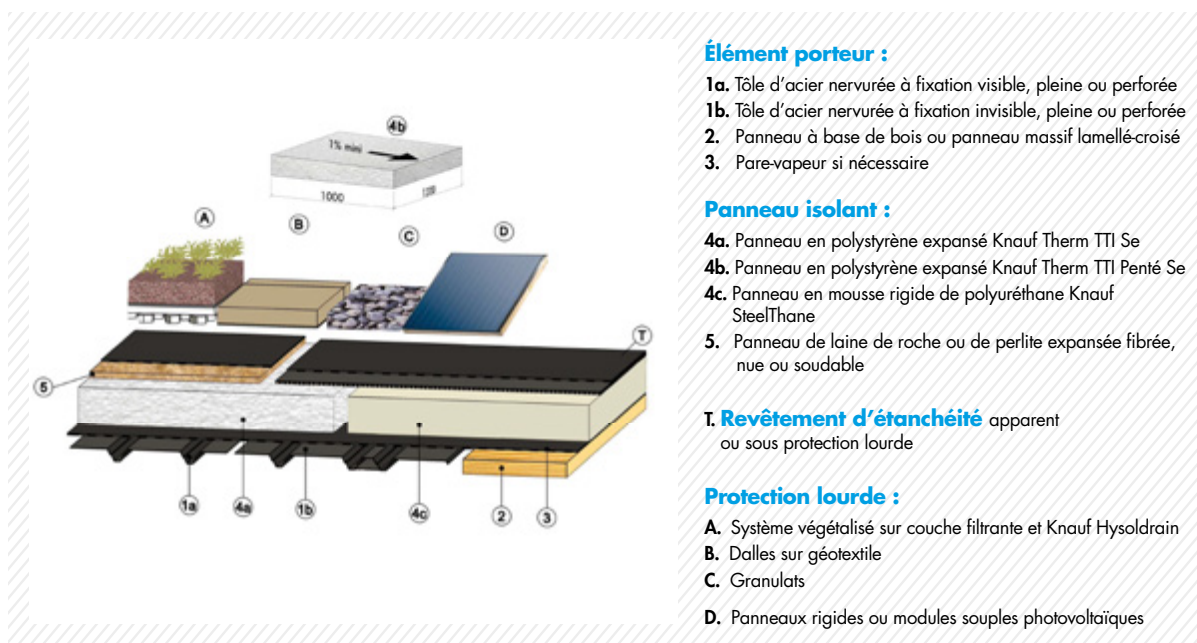 4b
1% mini
1000
1200
A
B
C
D
T
5
1a
4a
1b
4c
2
3
Élément porteur :
1a. Tôle d'acier nervurée à fixation visible, pleine ou perforée
1b. Tôle d'acier nervurée à fixation invisible, pleine ou perforée
2. Panneau à base de bois ou panneau massif lamellé-croisé
3. Pare-vapeur si nécessaire
Panneau isolant :
4a. Panneau en polystyrène expansé Knauf Therm TTI Se
4b. Panneau en polystyrène expansé Knauf Therm TTI Penté Se
4c. Panneau en mousse rigide de polyuréthane Knauf
SteelThane
5. Panneau de laine de roche ou de perlite expansée fibrée,
nue ou soudable
T. Revêtement d'étanchéité apparent
ou sous protection lourde
Protection lourde :
A. Système végétalisé sur couche filtrante et Knauf Hysoldrain
B. Dalles sur géotextile
C. Granulats
D. Panneaux rigides ou modules souples photovoltaïques